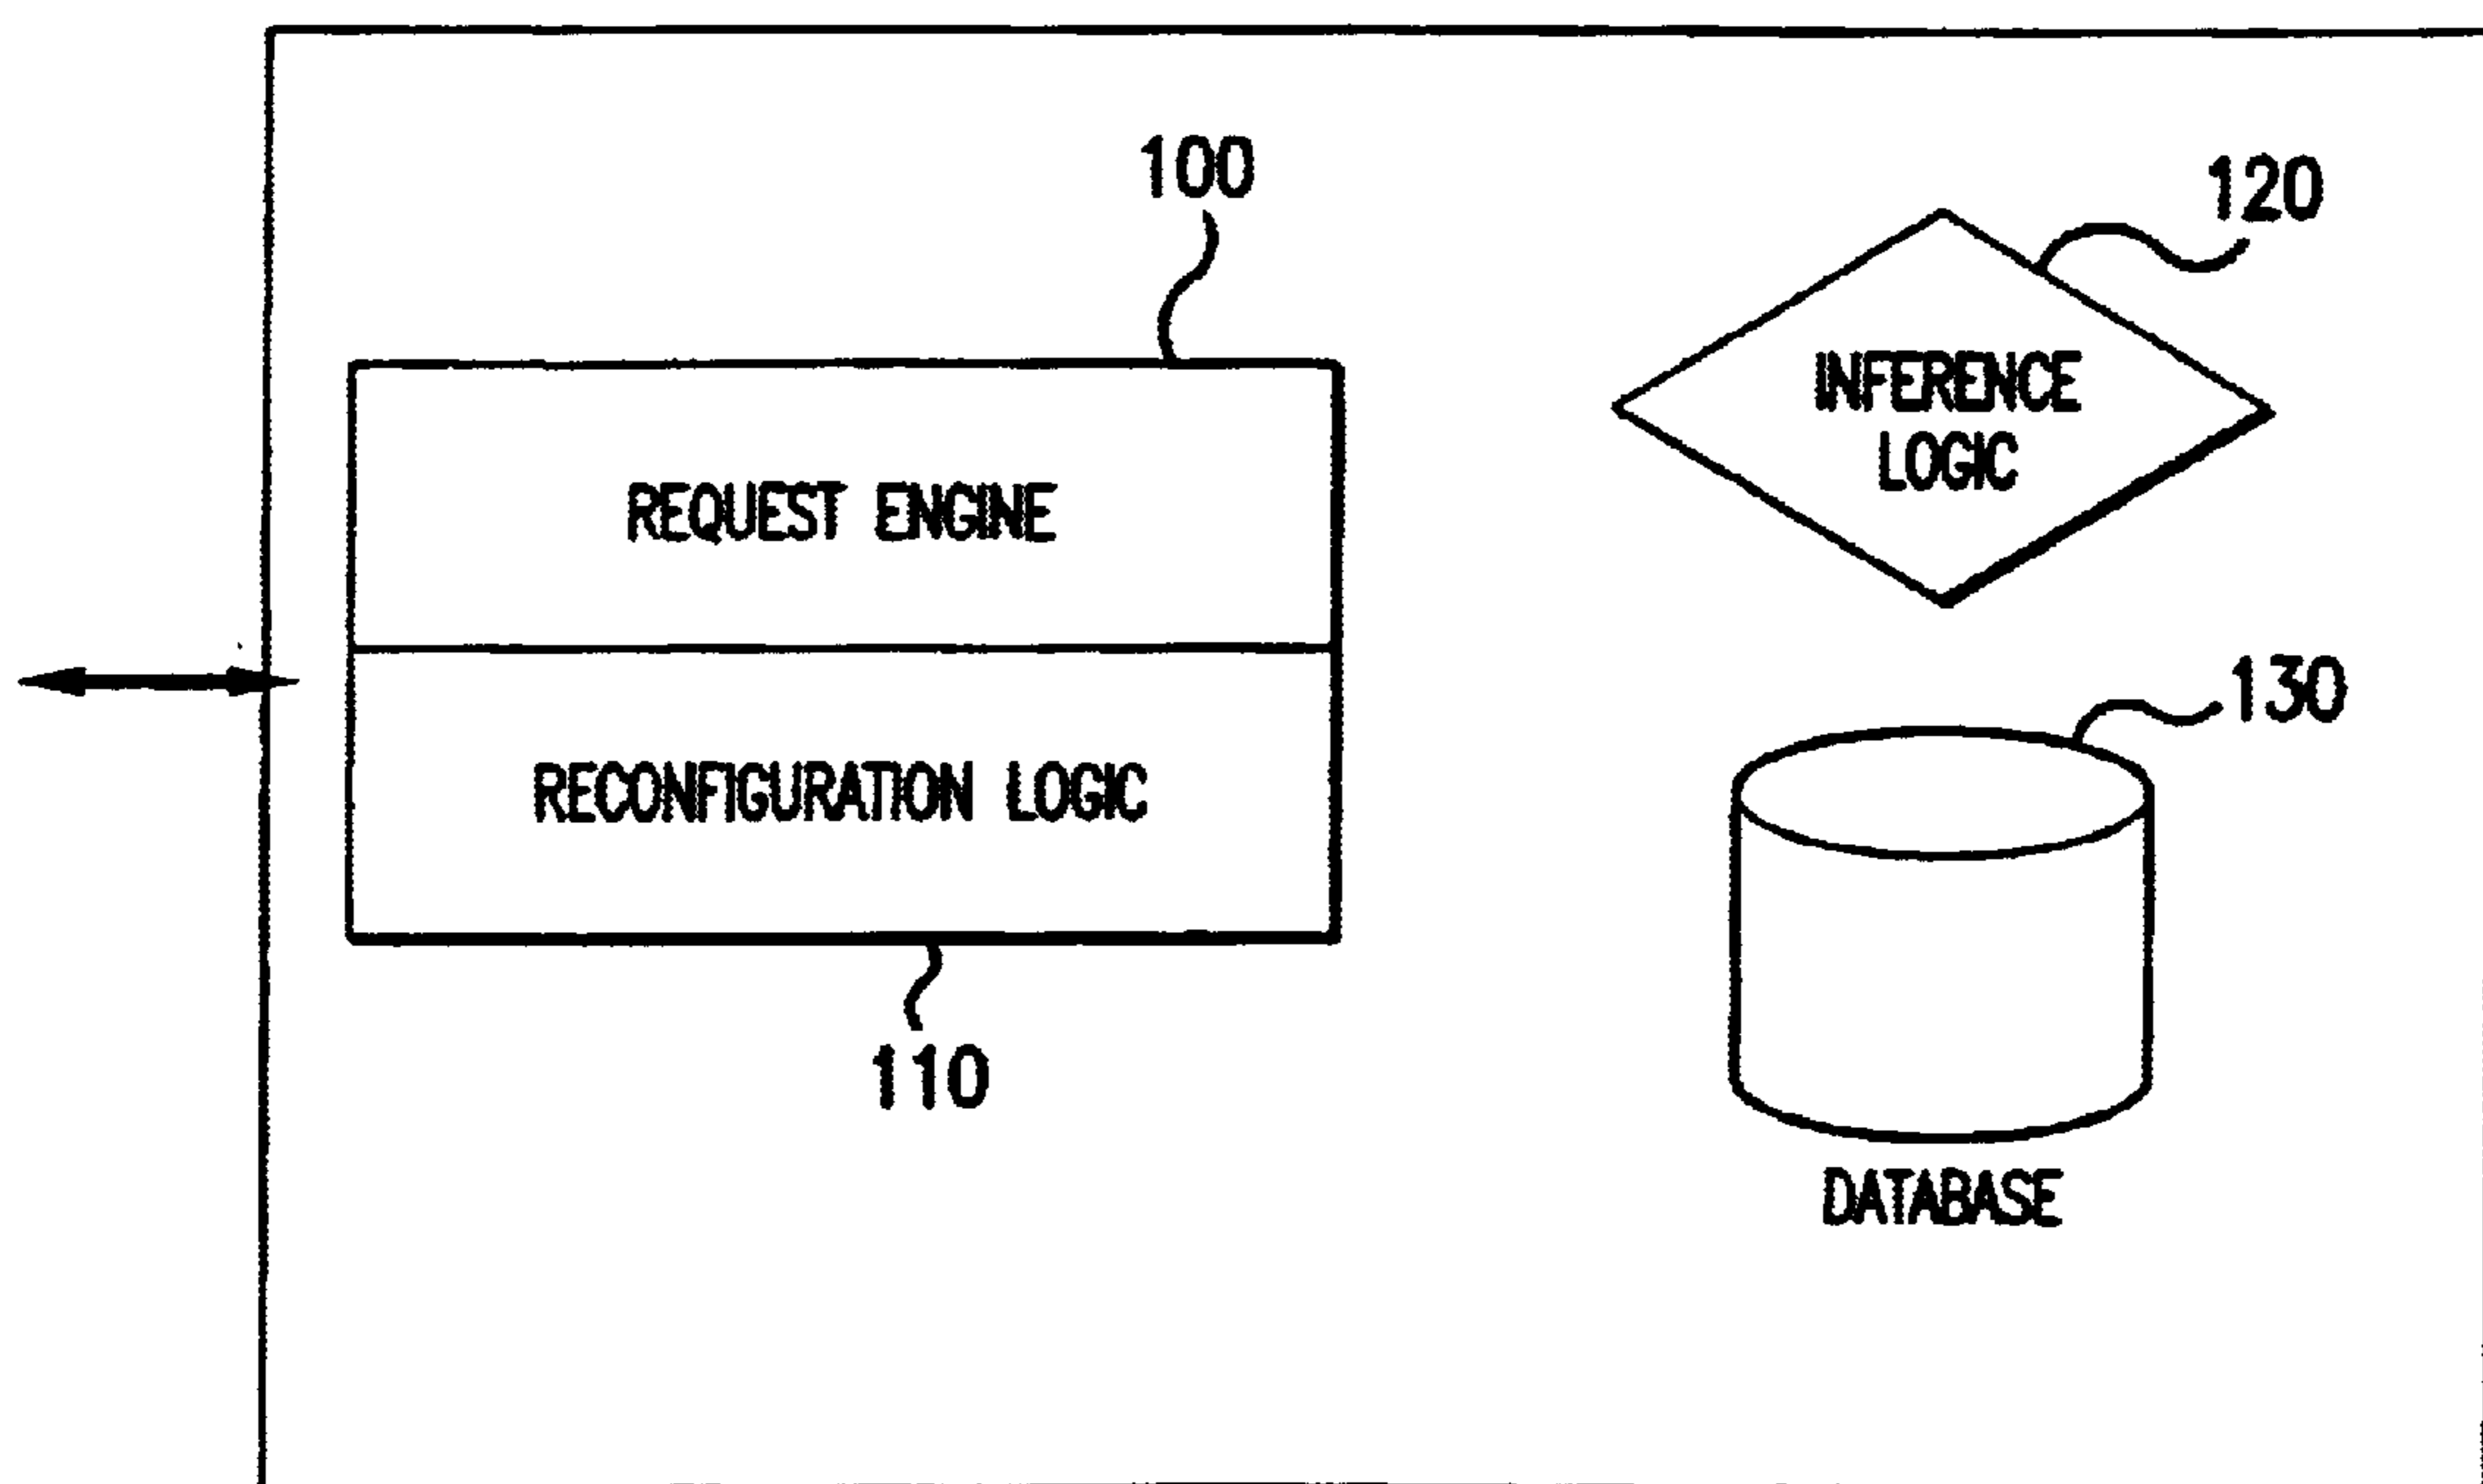 100
120
INFERENCE
LOGIC
REQUEST ENGINE
130
RECONFIGURATION LOGIC
110
DATABASE